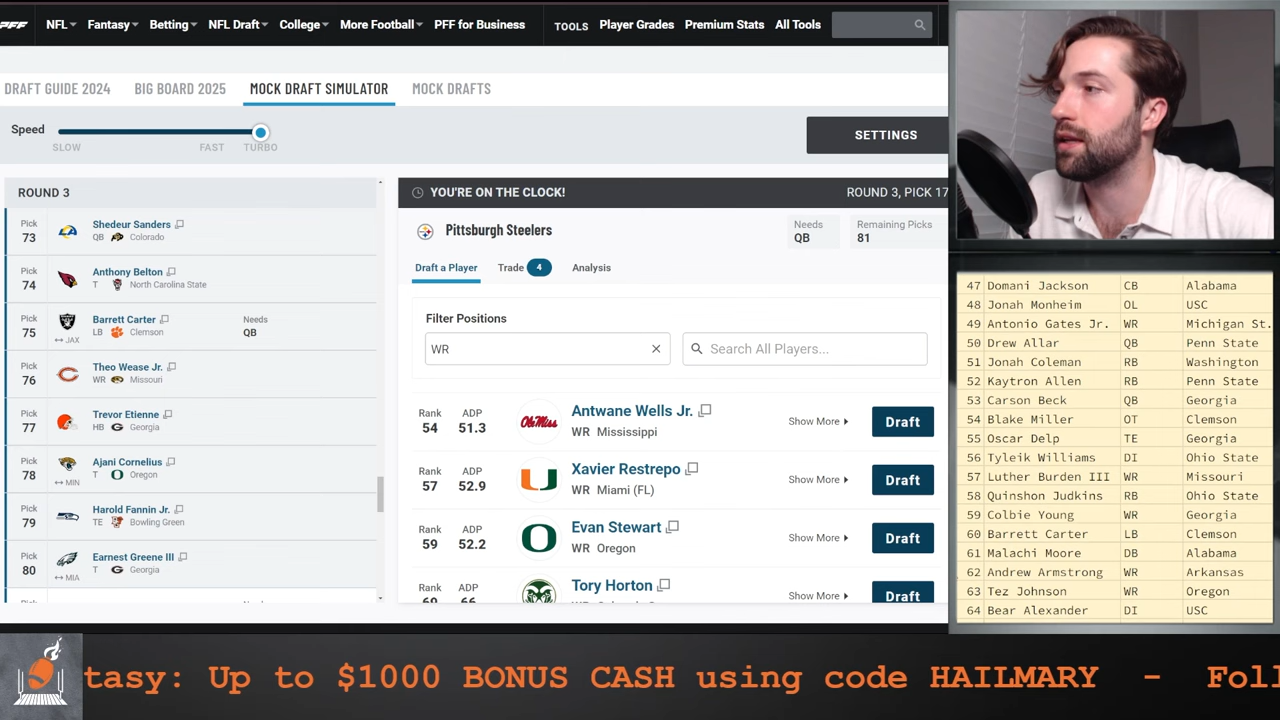 PFF
NFL
Fantasy
Betting
NFL Draft
College
More Football
PFF for Business
TOOLS
Player Grades
Premium Stats
All Tools
DRAFT GUIDE 2024
BIG BOARD 2025
MOCK DRAFT SIMULATOR
MOCK DRAFTS
Speed
SLOW
FAST
TURBO
SETTINGS
ROUND 3
Pick
73
Shedeur Sanders
QB Colorado
Pick
74
Anthony Belton
T North Carolina State
Pick
75
JAX
Barrett Carter
LB Clemson
Needs
QB
Pick
76
Theo Wease Jr.
WR Missouri
Pick
77
Trevor Etienne
HB Georgia
Pick
78
MIN
Ajani Cornelius
T Oregon
Pick
79
Harold Fannin Jr.
TE Bowling Green
Pick
80
MIA
Earnest Greene III
T Georgia
YOU'RE ON THE CLOCK!
ROUND 3, PICK 17
Pittsburgh Steelers
Needs
QB
Remaining Picks
81
Draft a Player
Trade 4
Analysis
Filter Positions
WR
Search All Players...
Rank
54
ADP
51.3
Ole Miss
Antwane Wells Jr.
WR Mississippi
Show More
Draft
Rank
57
ADP
52.9
Xavier Restrepo
WR Miami (FL)
Show More
Draft
Rank
59
ADP
52.2
Evan Stewart
WR Oregon
Show More
Draft
Rank
ADP
Tory Horton
Show More
Draft
47 Domani Jackson CB Alabama
48 Jonah Monheim OL USC
49 Antonio Gates Jr. WR Michigan St.
50 Drew Allar QB Penn State
51 Jonah Coleman RB Washington
52 Kaytron Allen RB Penn State
53 Carson Beck QB Georgia
54 Blake Miller OT Clemson
55 Oscar Delp TE Georgia
56 Tyleik Williams DI Ohio State
57 Luther Burden III WR Missouri
58 Quinshon Judkins RB Ohio State
59 Colbie Young WR Georgia
60 Barrett Carter LB Clemson
61 Malachi Moore DB Alabama
62 Andrew Armstrong WR Arkansas
63 Tez Johnson WR Oregon
64 Bear Alexander DI USC
tasy: Up to $1000 BONUS CASH using code HAILMARY - Foll